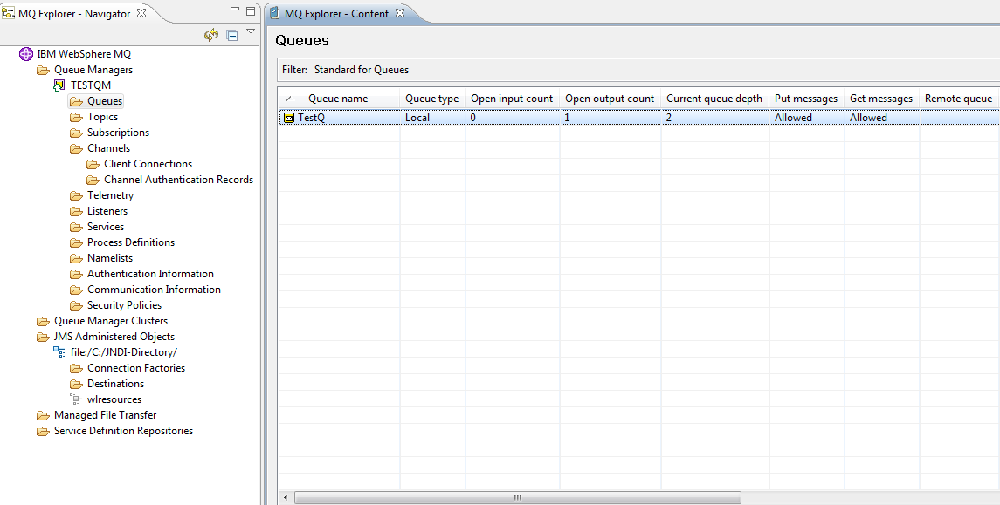 MQ Explorer - Navigator
IBM WebSphere MQ
Queue Managers
TESTQM
Queues
Topics
Subscriptions
Channels
Client Connections
Channel Authentication Records
Telemetry
Listeners
Services
Process Definitions
Namelists
Authentication Information
Communication Information
Security Policies
Queue Manager Clusters
JMS Administered Objects
file:/C:/JNDI-Directory/
Connection Factories
Destinations
wlresources
Managed File Transfer
Service Definition Repositories
MQ Explorer - Content
Queues
Filter: Standard for Queues
Queue name Queue type Open input count Open output count Current queue depth Put messages Get messages Remote queue
TestQ Local 0 1 2 Allowed Allowed